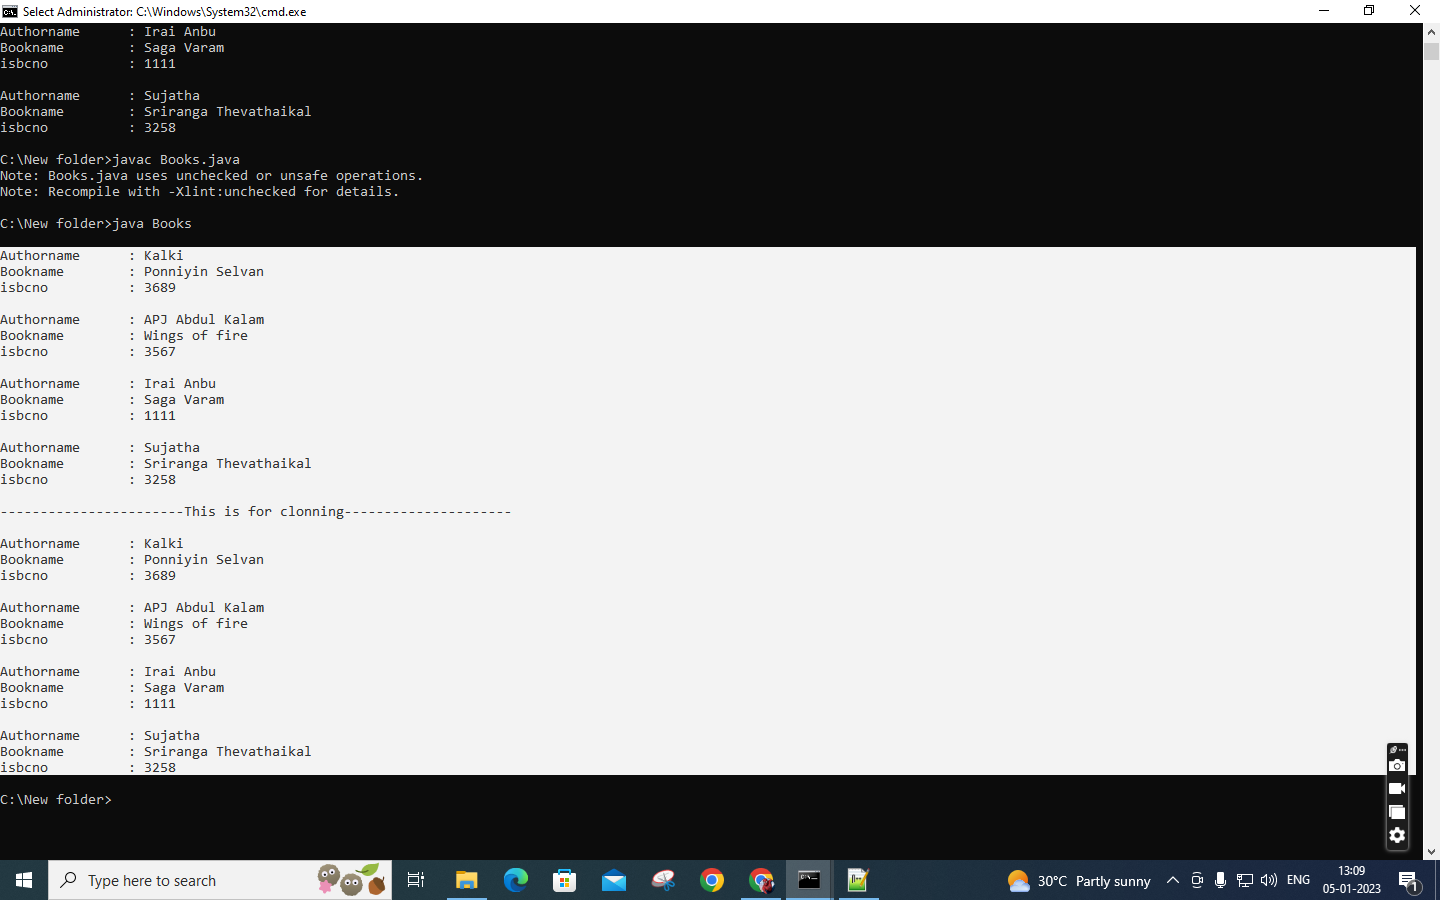 Select Administrator: C:\Windows\System32\cmd.exe
Authorname      : Irai Anbu
Bookname        : Saga Varam
isbcno          : 1111
Authorname      : Sujatha
Bookname        : Sriranga Thevathaikal
isbcno          : 3258
C:\New folder>javac Books.java
Note: Books.java uses unchecked or unsafe operations.
Note: Recompile with -Xlint:unchecked for details.
C:\New folder>java Books
Authorname      : Kalki
Bookname        : Ponniyin Selvan
isbcno          : 3689
Authorname      : APJ Abdul Kalam
Bookname        : Wings of fire
isbcno          : 3567
Authorname      : Irai Anbu
Bookname        : Saga Varam
isbcno          : 1111
Authorname      : Sujatha
Bookname        : Sriranga Thevathaikal
isbcno          : 3258
-----------------------This is for clonning---------------------
Authorname      : Kalki
Bookname        : Ponniyin Selvan
isbcno          : 3689
Authorname      : APJ Abdul Kalam
Bookname        : Wings of fire
isbcno          : 3567
Authorname      : Irai Anbu
Bookname        : Saga Varam
isbcno          : 1111
Authorname      : Sujatha
Bookname        : Sriranga Thevathaikal
isbcno          : 3258
C:\New folder>
Type here to search
30°C Partly sunny
ENG
13:09
05-01-2023
1